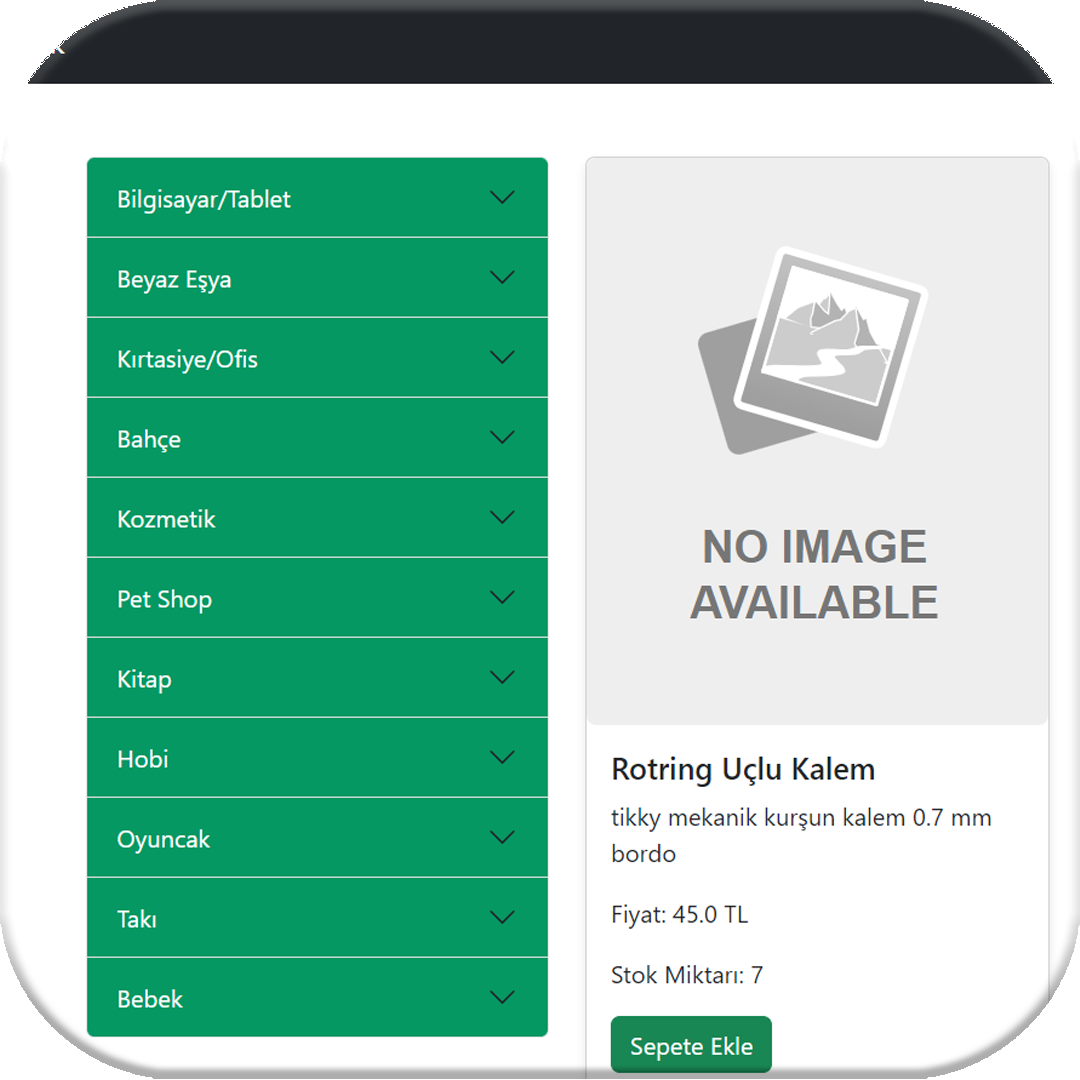 Bilgisayar/Tablet
Beyaz Eşya
Kırtasiye/Ofis
Bahçe
Kozmetik
Pet Shop
Kitap
Hobi
Oyuncak
Takı
Bebek
NO IMAGE
AVAILABLE
Rotring Uçlu Kalem
tikky mekanik kurşun kalem 0.7 mm
bordo
Fiyat: 45.0 TL
Stok Miktarı: 7
Sepete Ekle